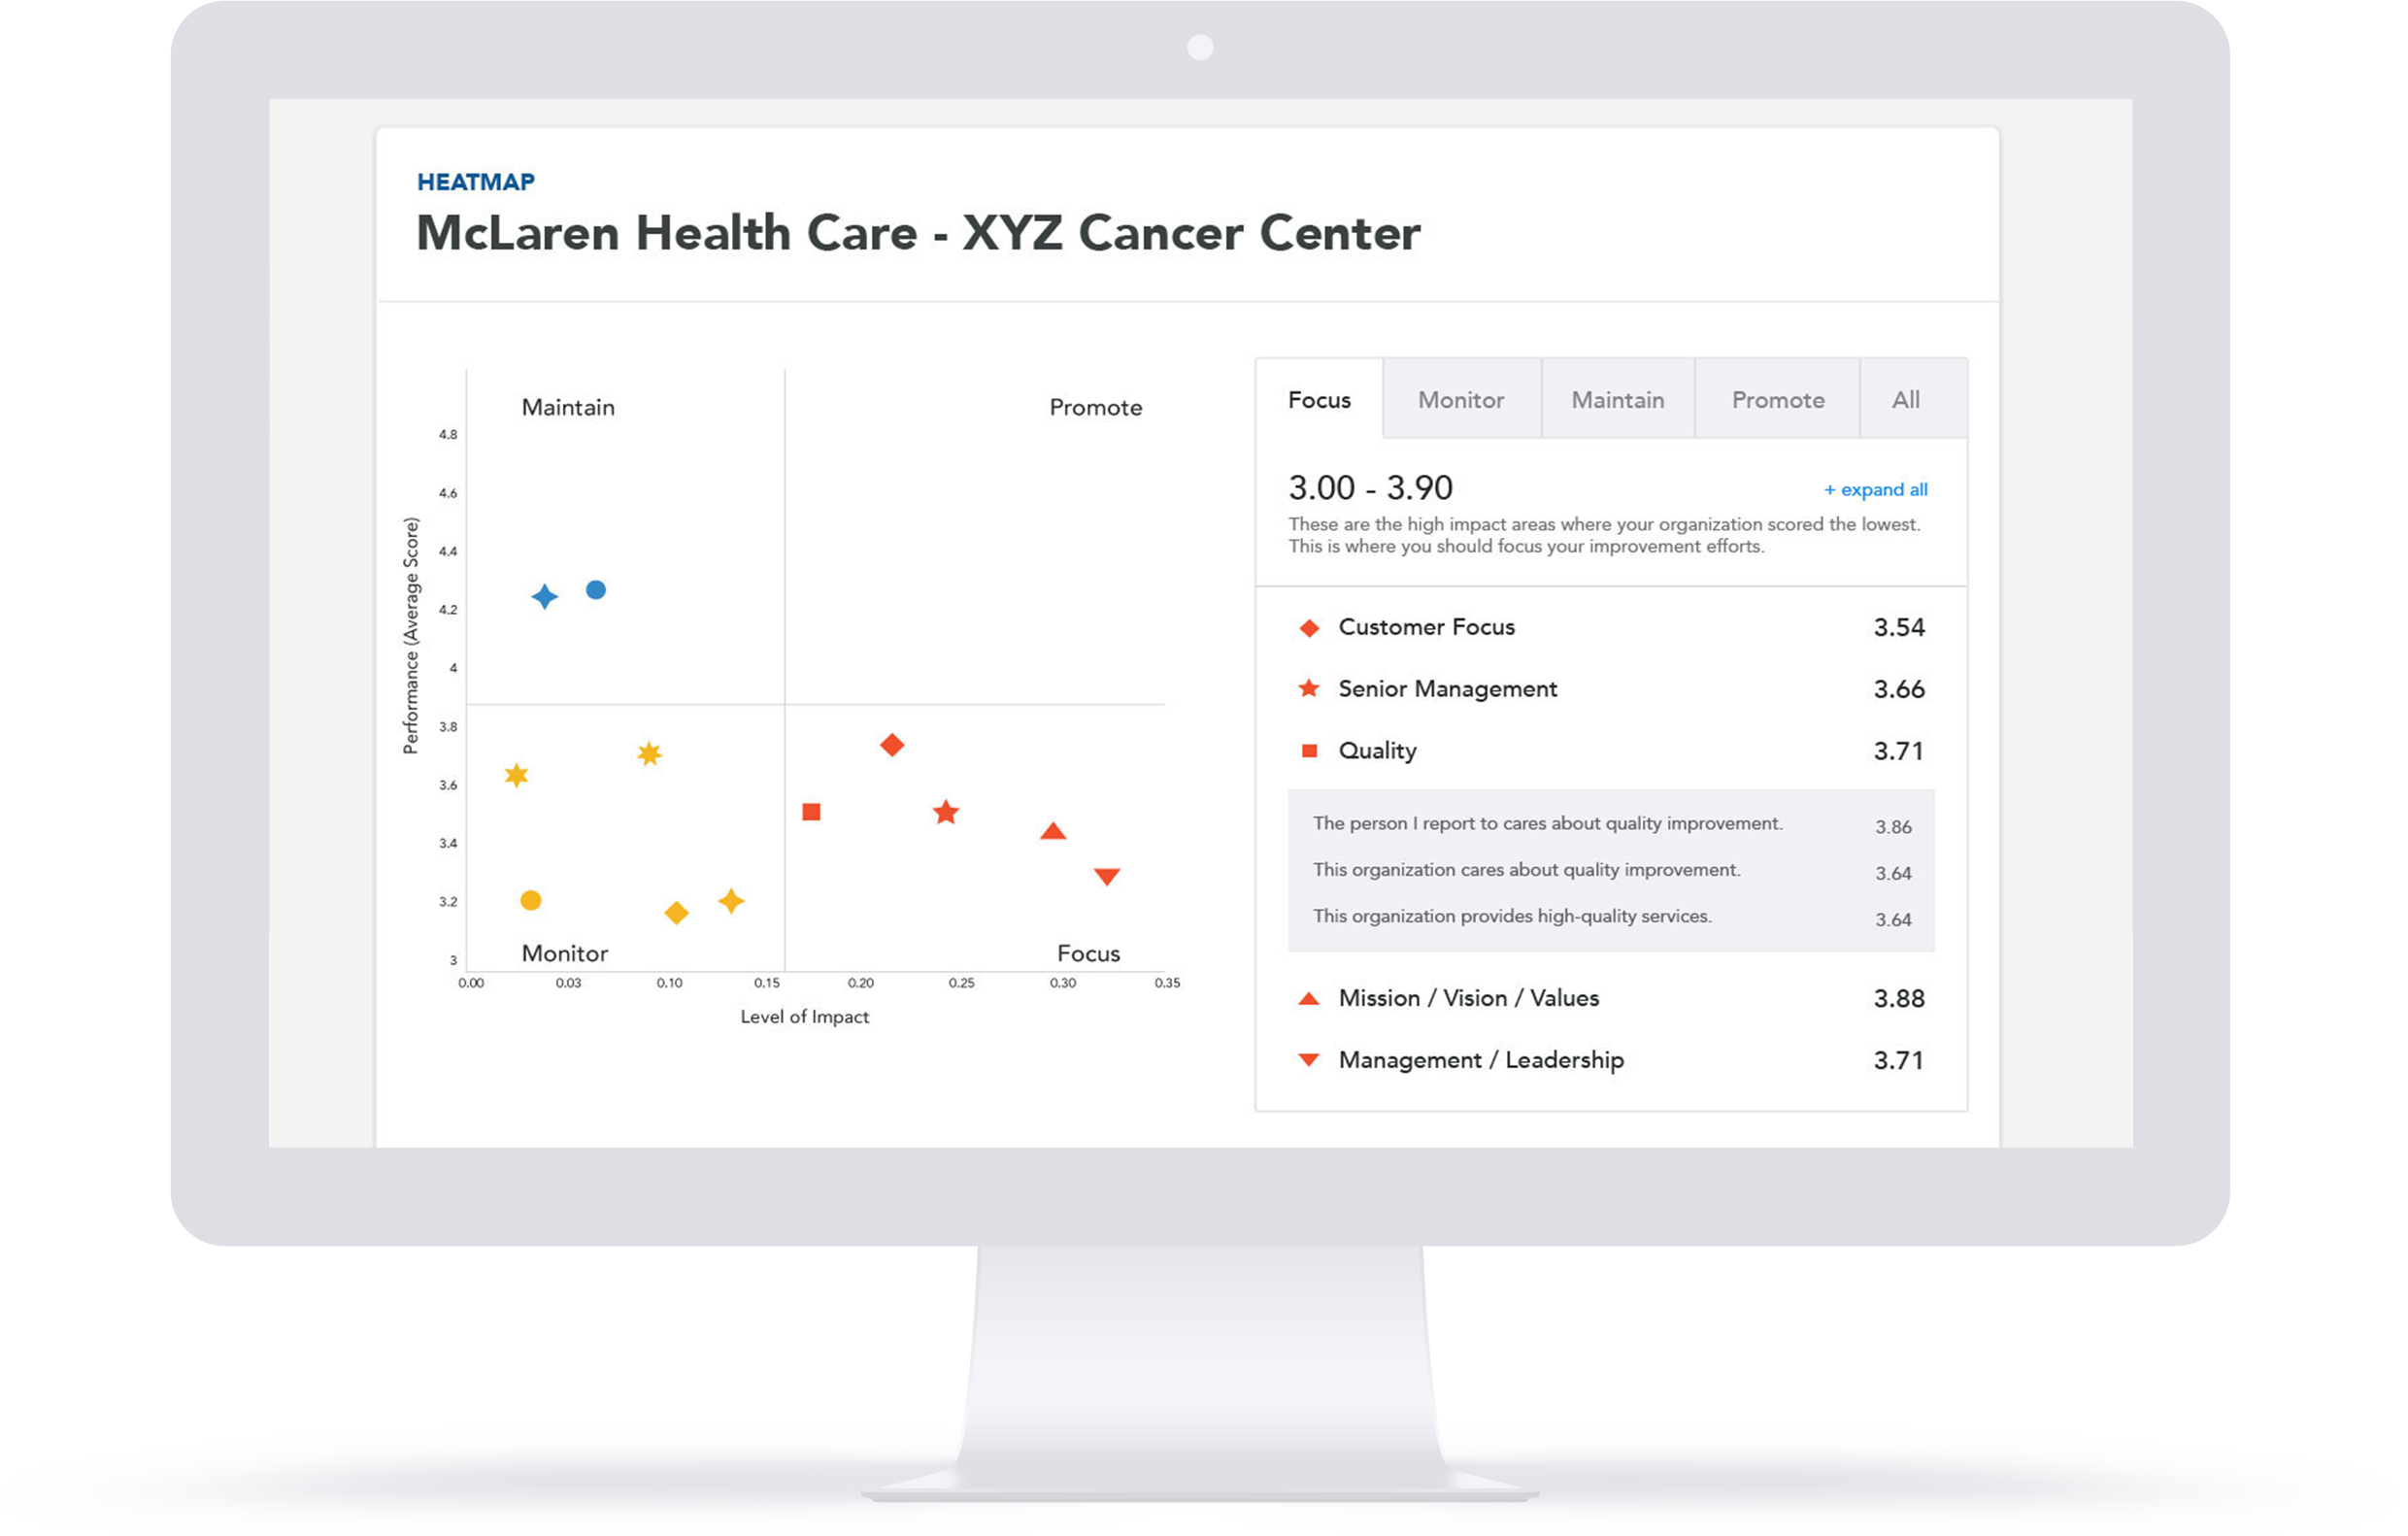 HEATMAP
McLaren Health Care - XYZ Cancer Center
Maintain
Promote
4.8
4.6
4.4
4.2
4
3.8
3.6
3.4
3.2
3
Performance (Average Score)
Monitor
Focus
0.00 0.03 0.10 0.15 0.20 0.25 0.30 0.35
Level of Impact
Focus Monitor Maintain Promote All
3.00 - 3.90
+ expand all
These are the high impact areas where your organization scored the lowest.
This is where you should focus your improvement efforts.
Customer Focus 3.54
Senior Management 3.66
Quality 3.71
The person I report to cares about quality improvement. 3.86
This organization cares about quality improvement. 3.64
This organization provides high-quality services. 3.64
Mission / Vision / Values 3.88
Management / Leadership 3.71